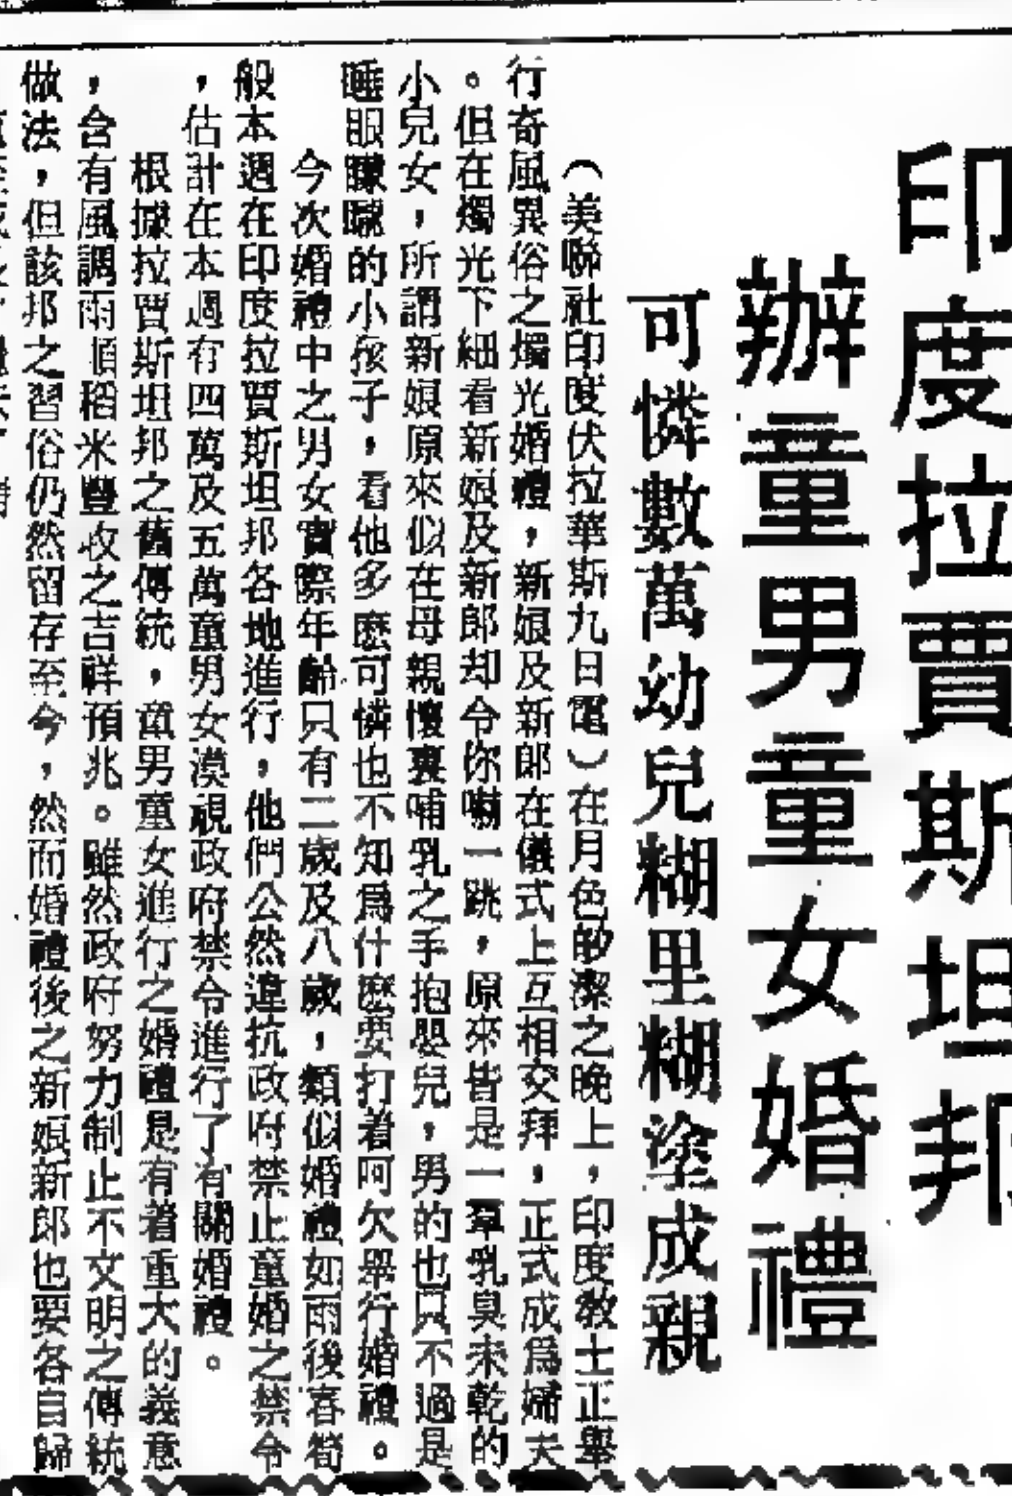 印度拉賈斯坦邦
辦童男童女婚禮
可憐數萬幼兒糊里糊塗成親
（美聯社印度伏拉華斯九日電）在月色皎潔之晚上，印度教士正舉
行奇風異俗之燭光婚禮，新娘及新郎在儀式上互相交拜，正式成爲婦夫
。但在燭光下細看新娘及新郎却令你嚇一跳，原來皆是一羣乳臭未乾的
小兒女，所謂新娘原來似在母親懷裏哺乳之手抱嬰兒，男的也只不過是
睡眼矇矓的小孩子，看他多麽可憐也不知爲什麽要打着呵欠舉行婚禮。
今次婚禮中之男女實際年齡只有二歲及八歲，類似婚禮如雨後春筍
般本週在印度拉賈斯坦邦各地進行，他們公然違抗政府禁止童婚之禁令
，估計在本週有四萬及五萬童男女漠視政府禁令進行了有關婚禮。
根據拉賈斯坦邦之舊傳統，童男童女進行之婚禮是有着重大的義意
，含有風調雨順稻米豐收之吉祥預兆。雖然政府努力制止不文明之傳統
做法，但該邦之習俗仍然留存至今，然而婚禮後之新娘新郎也要各自歸